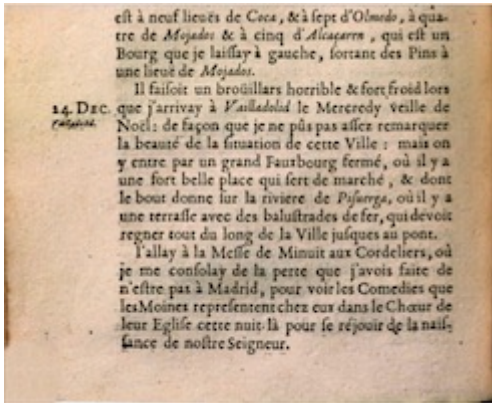 est à neuf lieuës de Coca, & à sept d'Olmedo, à qua-
tre de Mojados & à cinq d'Alcaçaren, qui est un
Bourg que je laissay à gauche, sortant des Pins à
une lieuë de Mojados.
Il faisoit un broüillars horrible & fort froid lors
24. DEC. que j'arrivay à Vailladolid le Mercredy veille de
Noël: de façon que je ne pûs pas assez remarquer
la beauté de la situation de cette Ville: mais on
y entre par un grand Fauxbourg fermé, où il y a
une fort belle place qui sert de marché, & dont
le bout donne sur la riviere de Pisuerga, où il y a
une terrasse avec des balustrades de fer, qui devoit
regner tout du long de la Ville jusques au pont.
J'allay à la Messe de Minuit aux Cordeliers, où
je me consolay de la perte que j'avois faite de
n'estre pas à Madrid, pour voir les Comedies que
les Moines representent chez eux dans le Chœur de
leur Eglise cette nuit là pour se réjouir de la nais-
sance de nostre Seigneur.